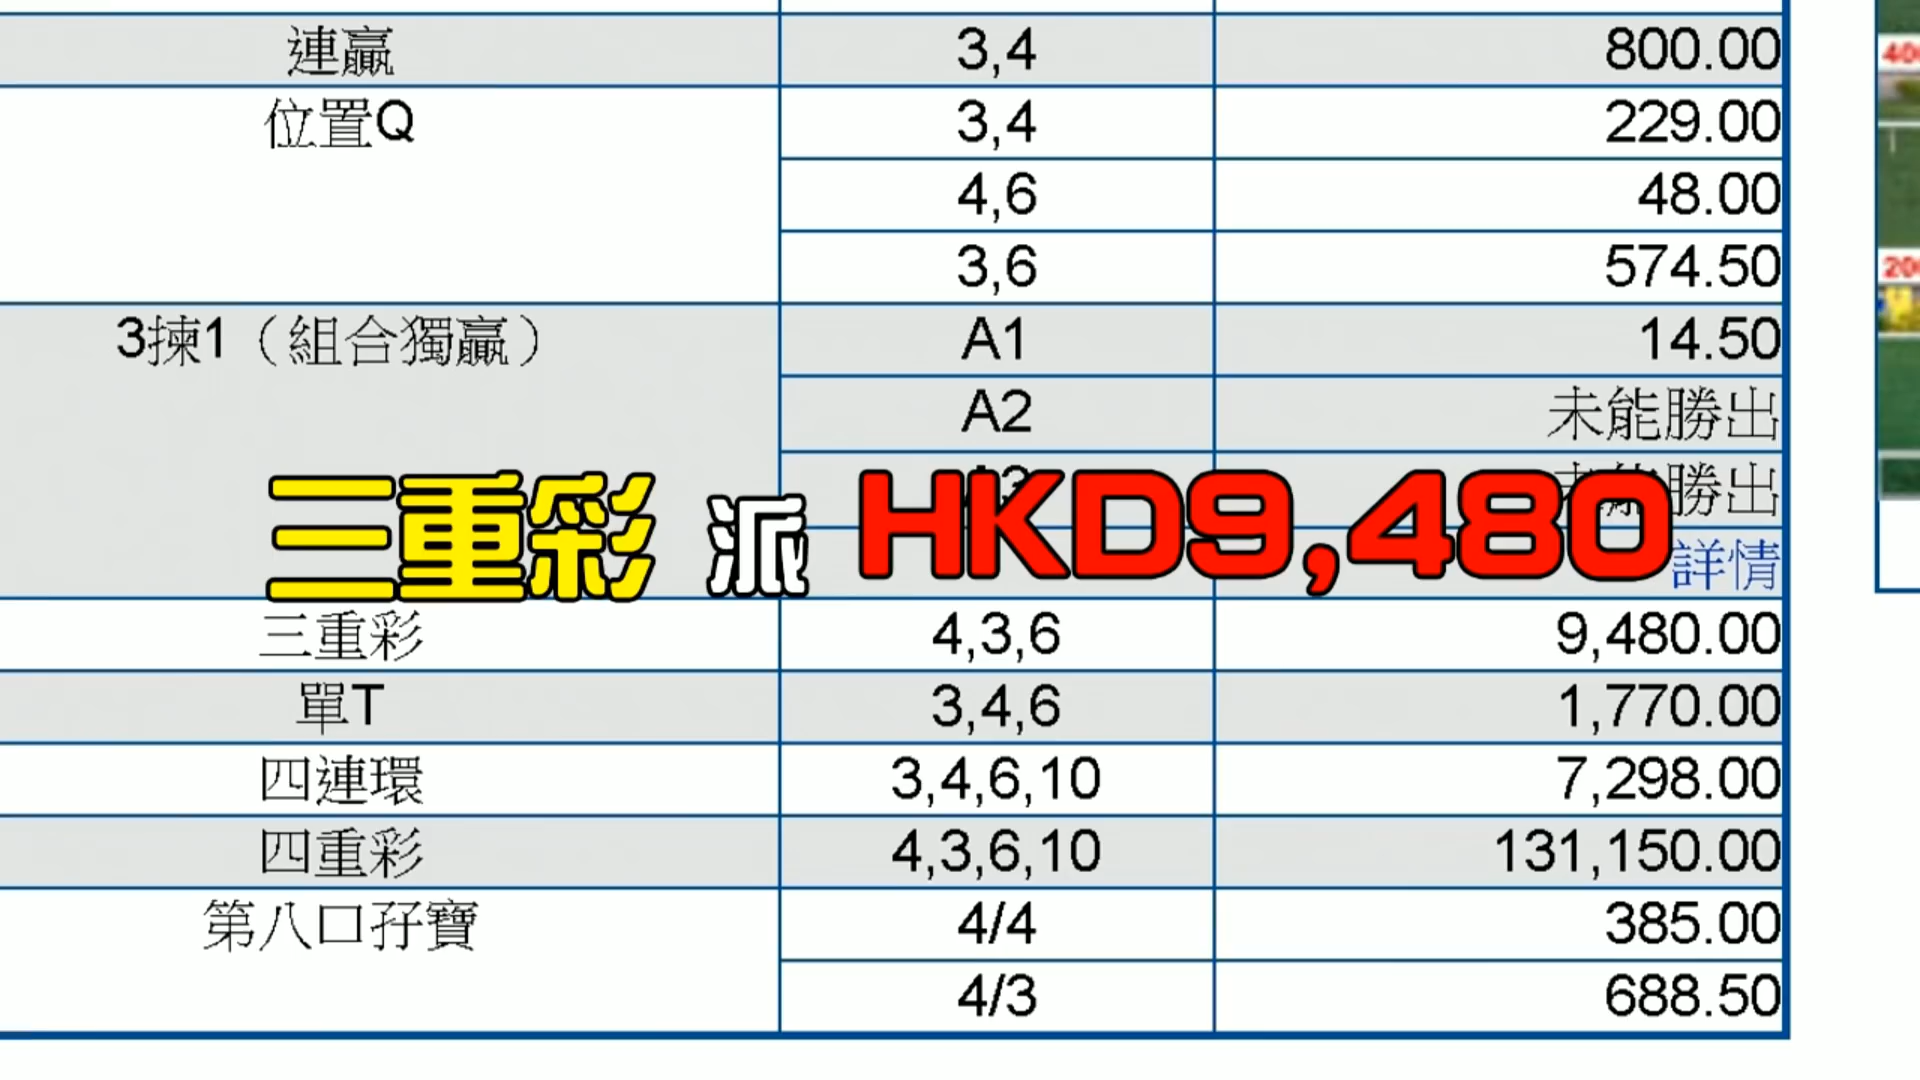 連贏 3,4 800.00
位置Q 3,4 229.00
4,6 48.00
3,6 574.50
3揀1（組合獨贏） A1 14.50
A2 未能勝出
勝出
三重彩 派 HKD9,480
詳情
三重彩 4,3,6 9,480.00
單T 3,4,6 1,770.00
四連環 3,4,6,10 7,298.00
四重彩 4,3,6,10 131,150.00
第八口孖寶 4/4 385.00
4/3 688.50